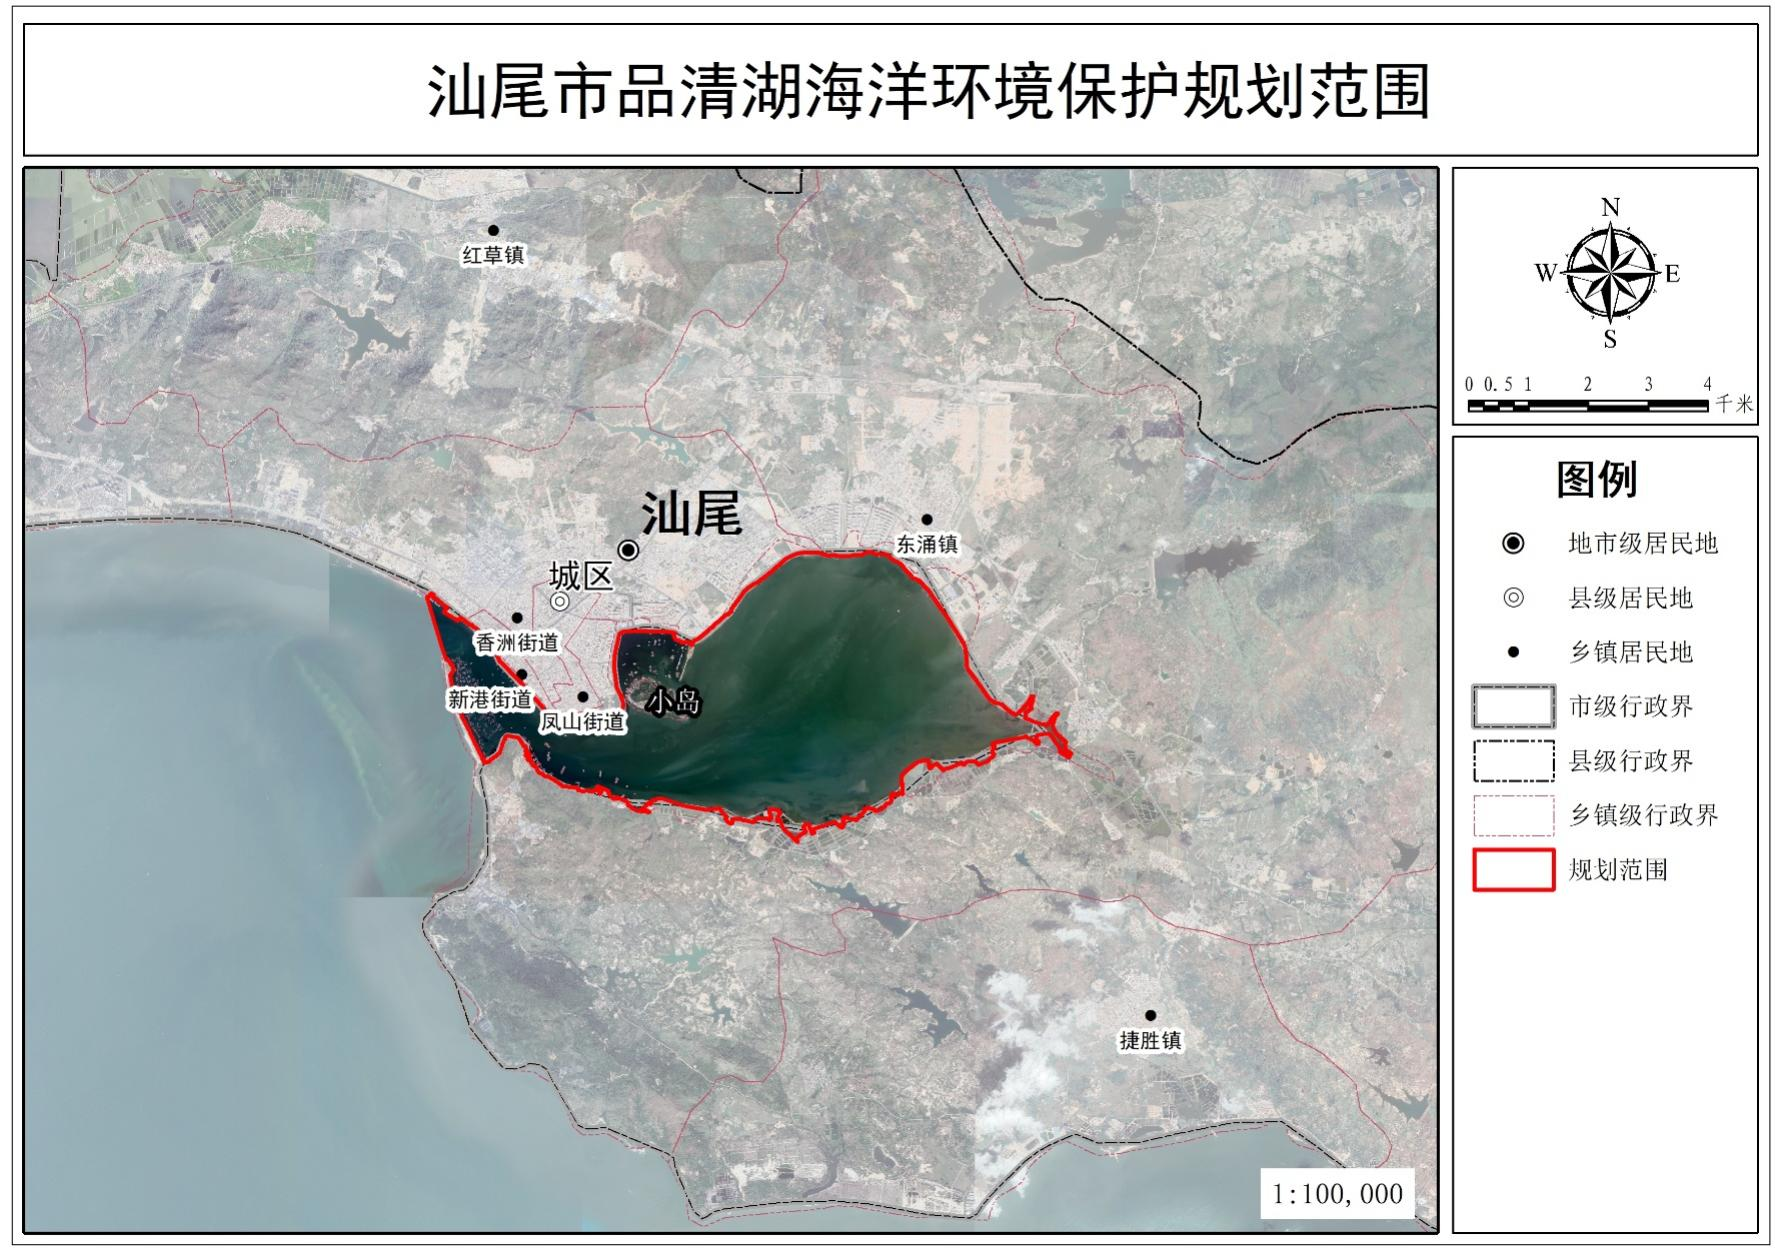 汕尾市品清湖海洋环境保护规划范围
红草镇
汕尾
东涌镇
城区
香洲街道
新港街道
凤山街道
小岛
捷胜镇
1:100,000
N
W
E
S
0 0.5 1 2 3 4
千米
图例
地市级居民地
县级居民地
乡镇居民地
市级行政界
县级行政界
乡镇级行政界
规划范围